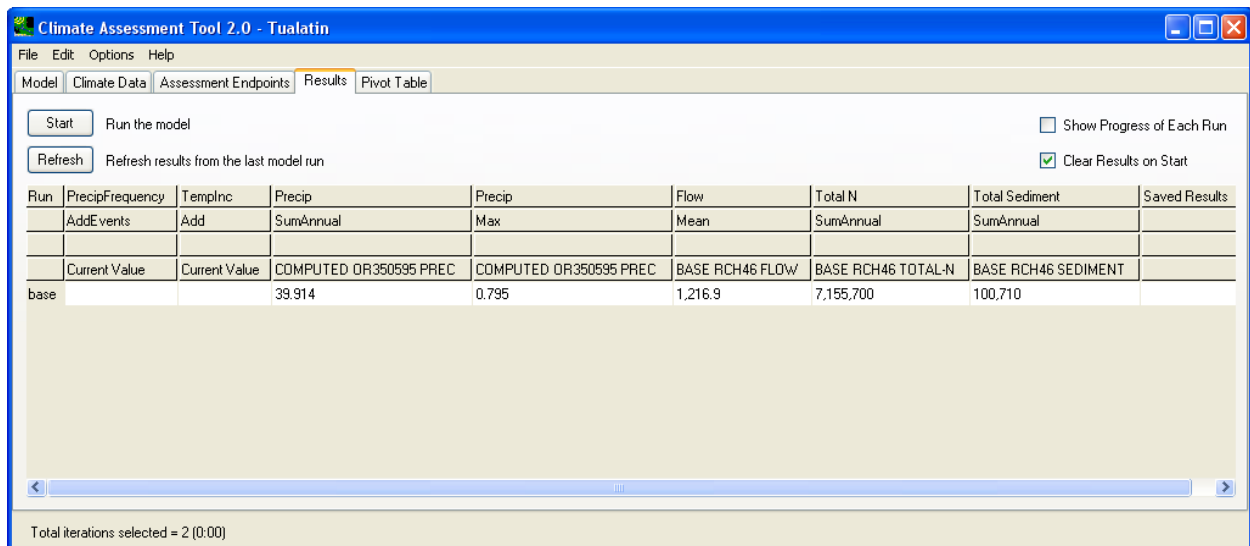 Climate Assessment Tool 2.0 - Tualatin
File Edit Options Help
Model Climate Data Assessment Endpoints Results Pivot Table
Start Run the model Show Progress of Each Run
Refresh Refresh results from the last model run Clear Results on Start
Run PrecipFrequency TempInc Precip Precip Flow Total N Total Sediment Saved Results
AddEvents Add SumAnnual Max Mean SumAnnual SumAnnual
Current Value Current Value COMPUTED OR350595 PREC COMPUTED OR350595 PREC BASE RCH46 FLOW BASE RCH46 TOTAL-N BASE RCH46 SEDIMENT
base 39.914 0.795 1,216.9 7,155,700 100,710
Total iterations selected = 2 (0:00)